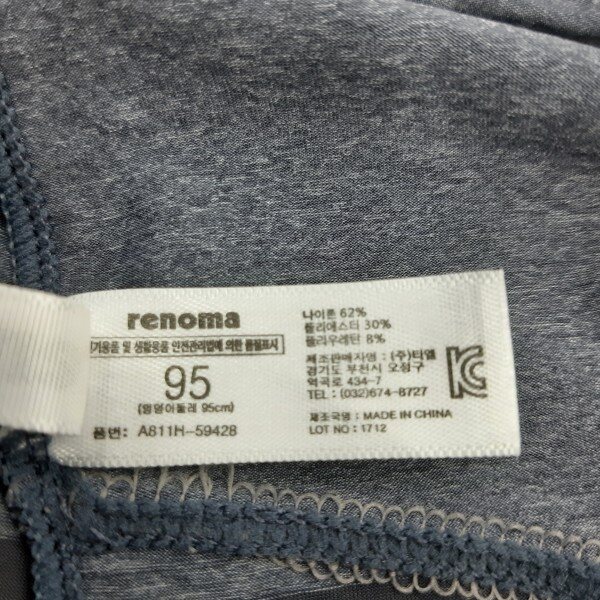 renoma
기용품 및 생활용품 안전관리법에 의한 품질표시
95
(엉덩이둘레 95cm)
품번: A811H-59428
나이론 62%
폴리에스터 30%
폴리우레탄 8%
제조판매자명 : (주)티엘
경기도 부천시 오정구
역곡로 434-7
TEL : (032)674-8727
제조국명 : MADE IN CHINA
LOT NO : 1712
KC